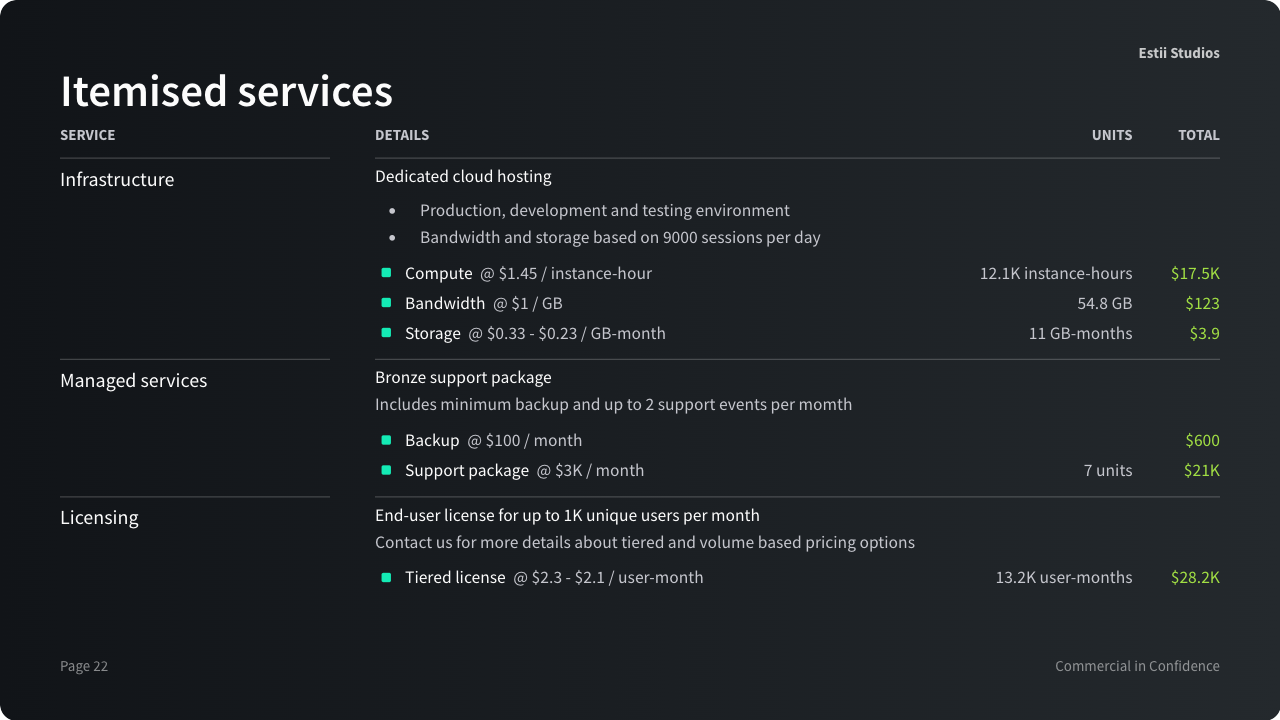 Estii Studios
Itemised services
SERVICE DETAILS UNITS TOTAL
Infrastructure Dedicated cloud hosting
• Production, development and testing environment
• Bandwidth and storage based on 9000 sessions per day
Compute @ $1.45 / instance-hour 12.1K instance-hours $17.5K
Bandwidth @ $1 / GB 54.8 GB $123
Storage @ $0.33 - $0.23 / GB-month 11 GB-months $3.9
Managed services Bronze support package
Includes minimum backup and up to 2 support events per momth
Backup @ $100 / month $600
Support package @ $3K / month 7 units $21K
Licensing End-user license for up to 1K unique users per month
Contact us for more details about tiered and volume based pricing options
Tiered license @ $2.3 - $2.1 / user-month 13.2K user-months $28.2K
Page 22 Commercial in Confidence